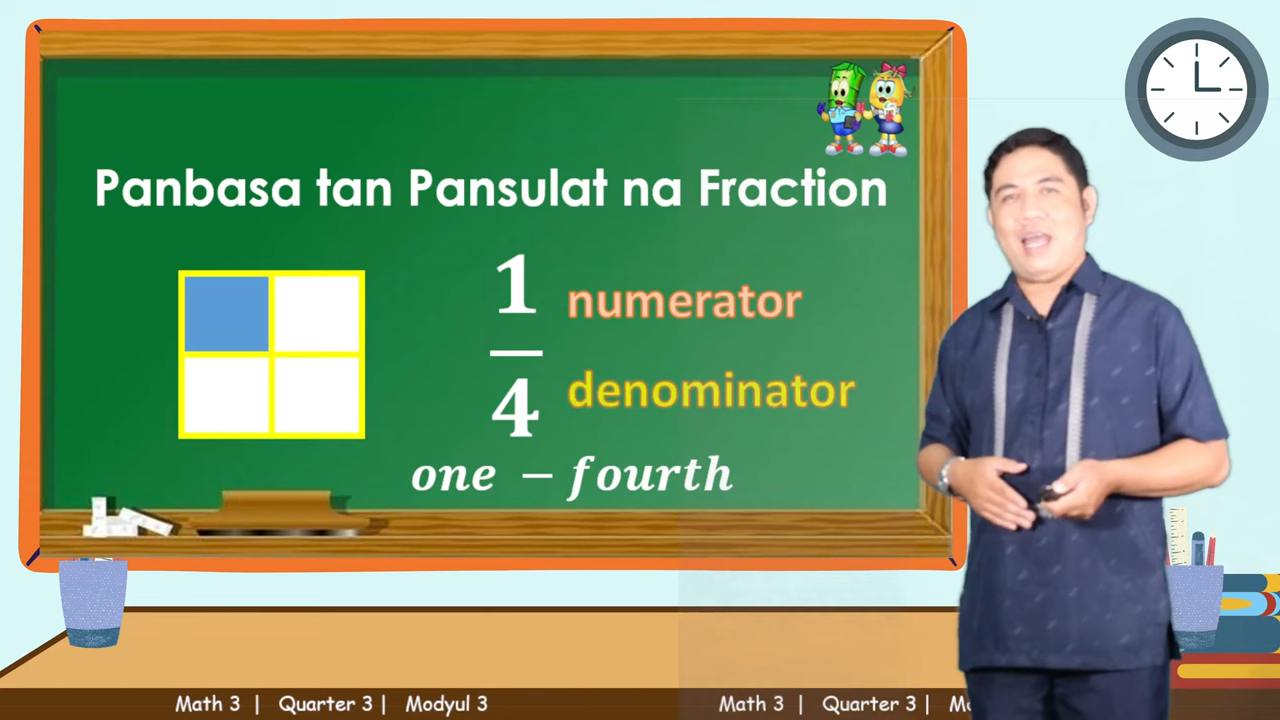 Panbasa tan Pansulat na Fraction
1
numerator
4
denominator
one – fourth
Math 3 | Quarter 3 | Modyul 3
Math 3 | Quarter 3 |